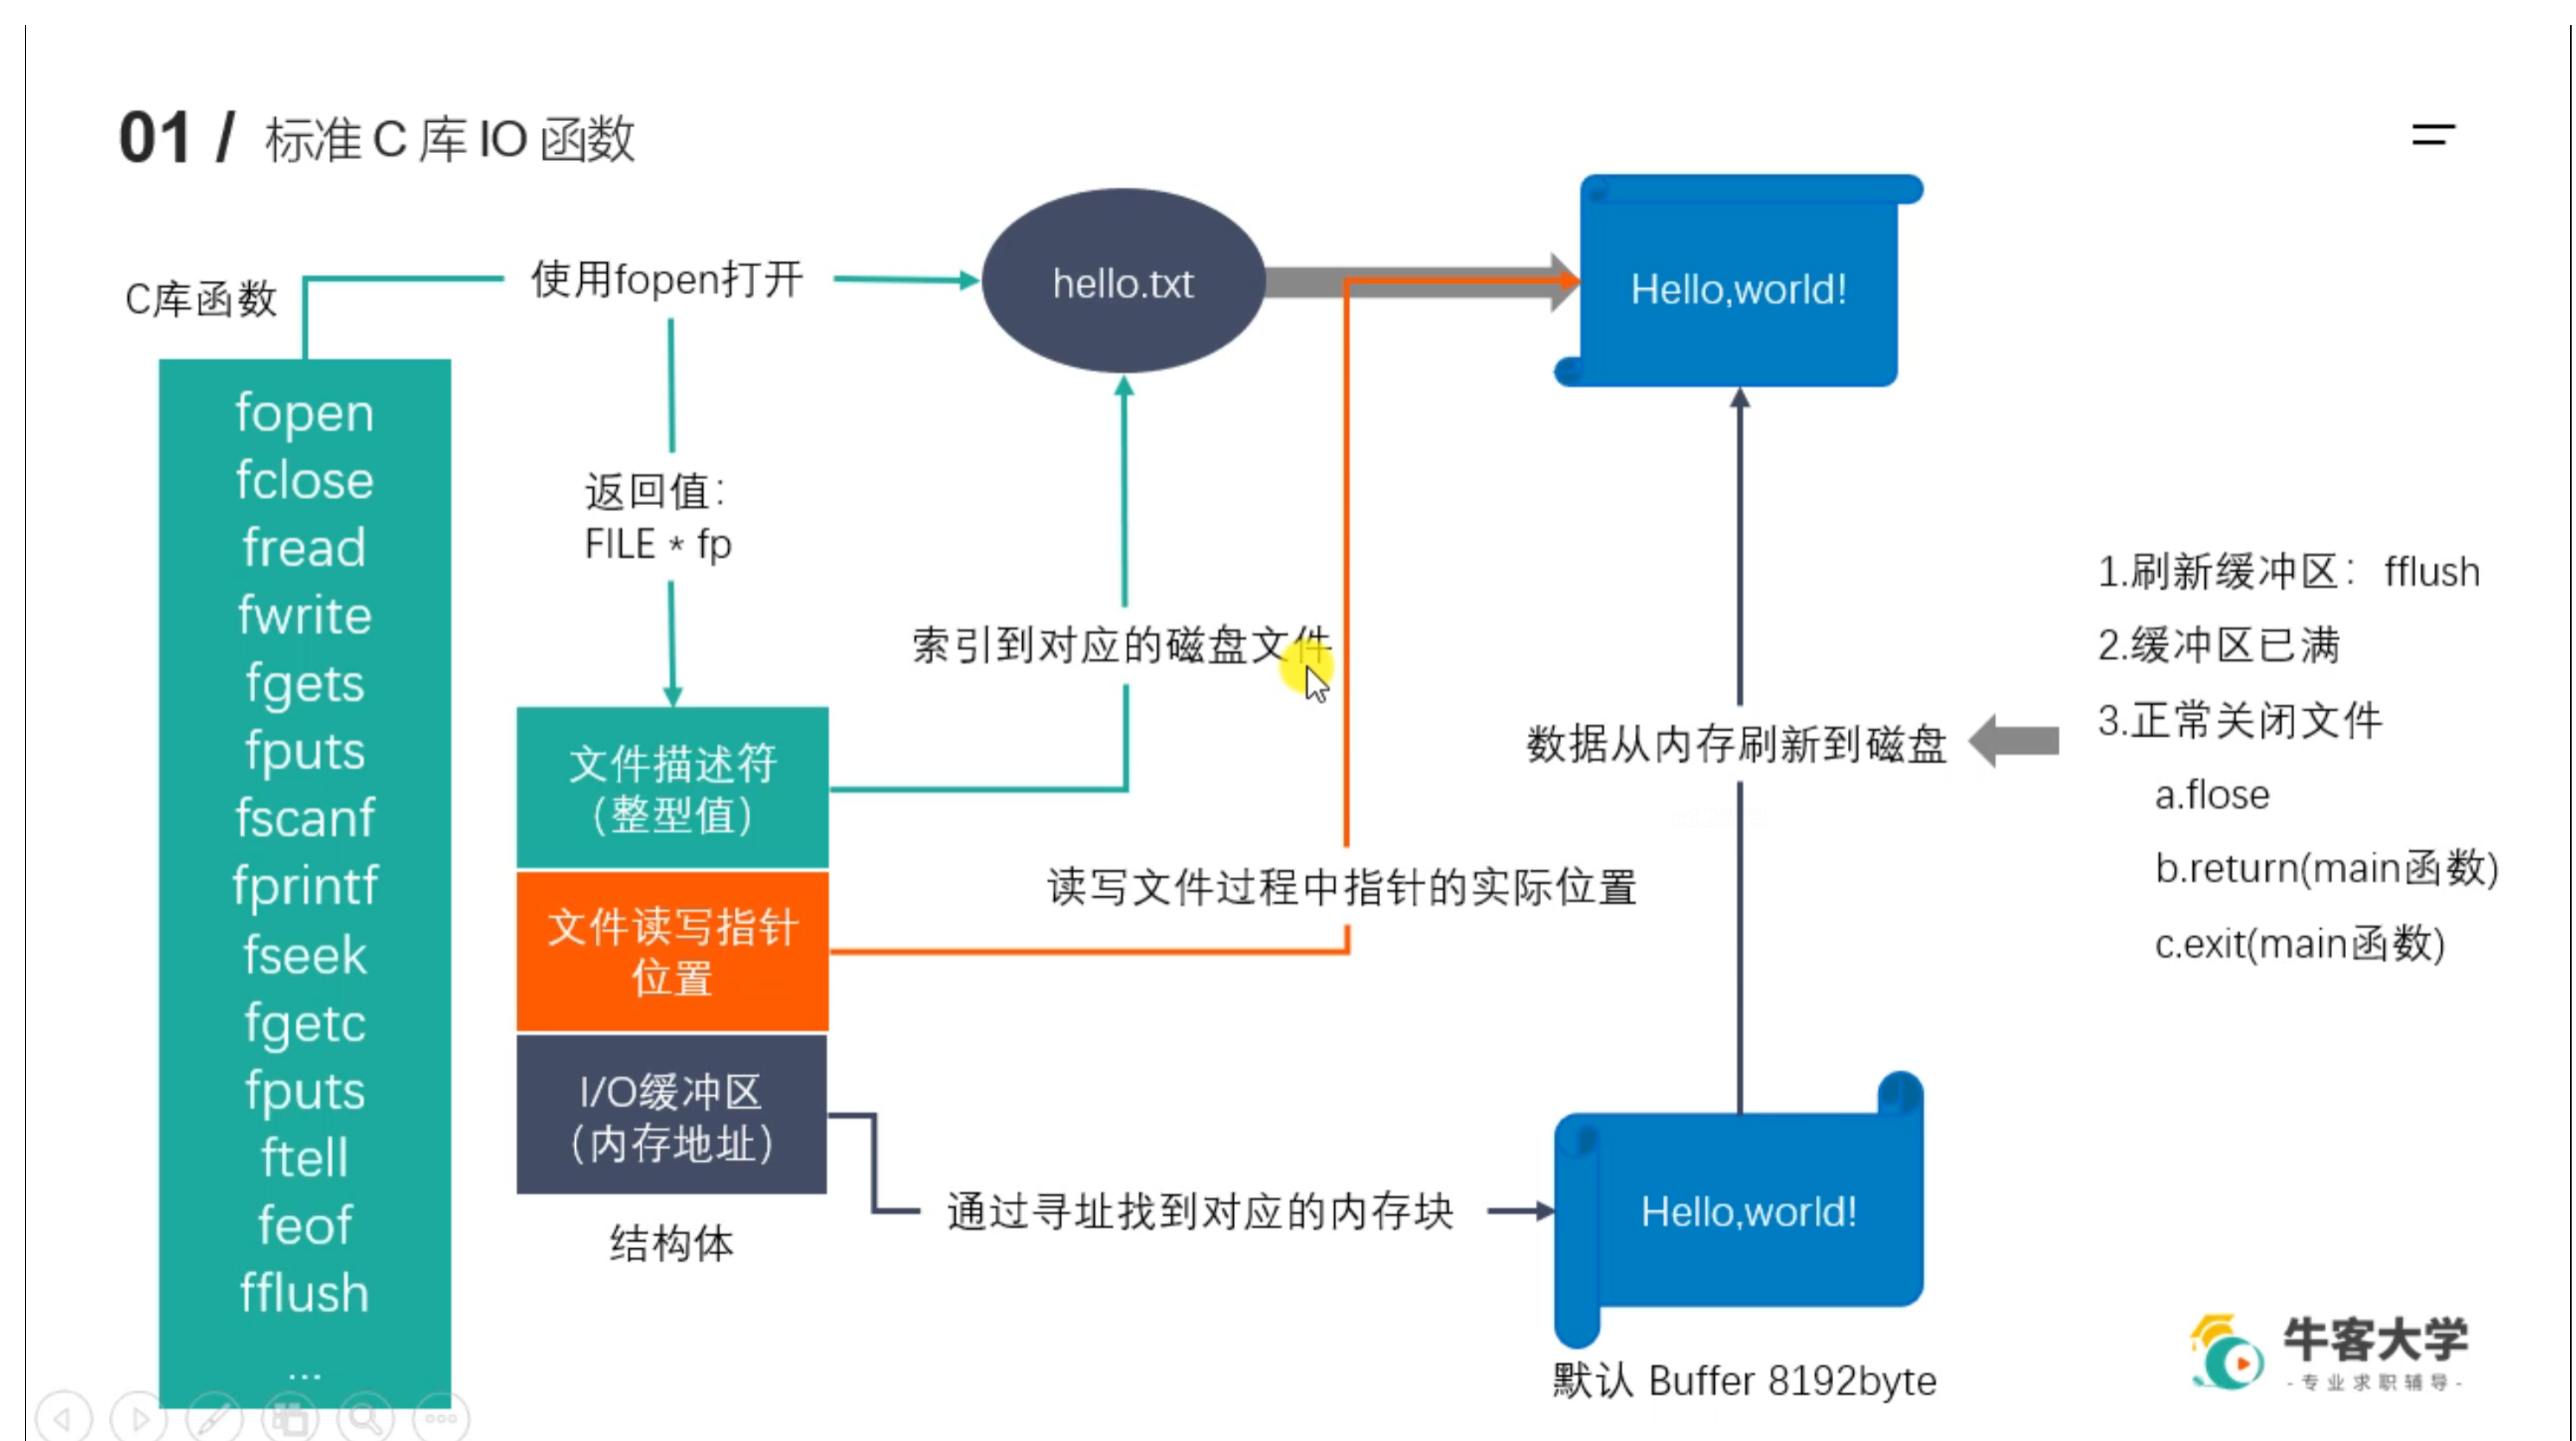 01 / 标准 C 库 IO 函数
C库函数
fopen
fclose
fread
fwrite
fgets
fputs
fscanf
fprintf
fseek
fgetc
fputs
ftell
feof
fflush
...
使用fopen打开
返回值：
FILE * fp
文件描述符
（整型值）
文件读写指针
位置
I/O缓冲区
（内存地址）
结构体
hello.txt
索引到对应的磁盘文件
读写文件过程中指针的实际位置
通过寻址找到对应的内存块
Hello,world!
数据从内存刷新到磁盘
Hello,world!
默认 Buffer 8192byte
1.刷新缓冲区：fflush
2.缓冲区已满
3.正常关闭文件
a.flose
b.return(main函数)
c.exit(main函数)
牛客大学
-专业求职辅导-